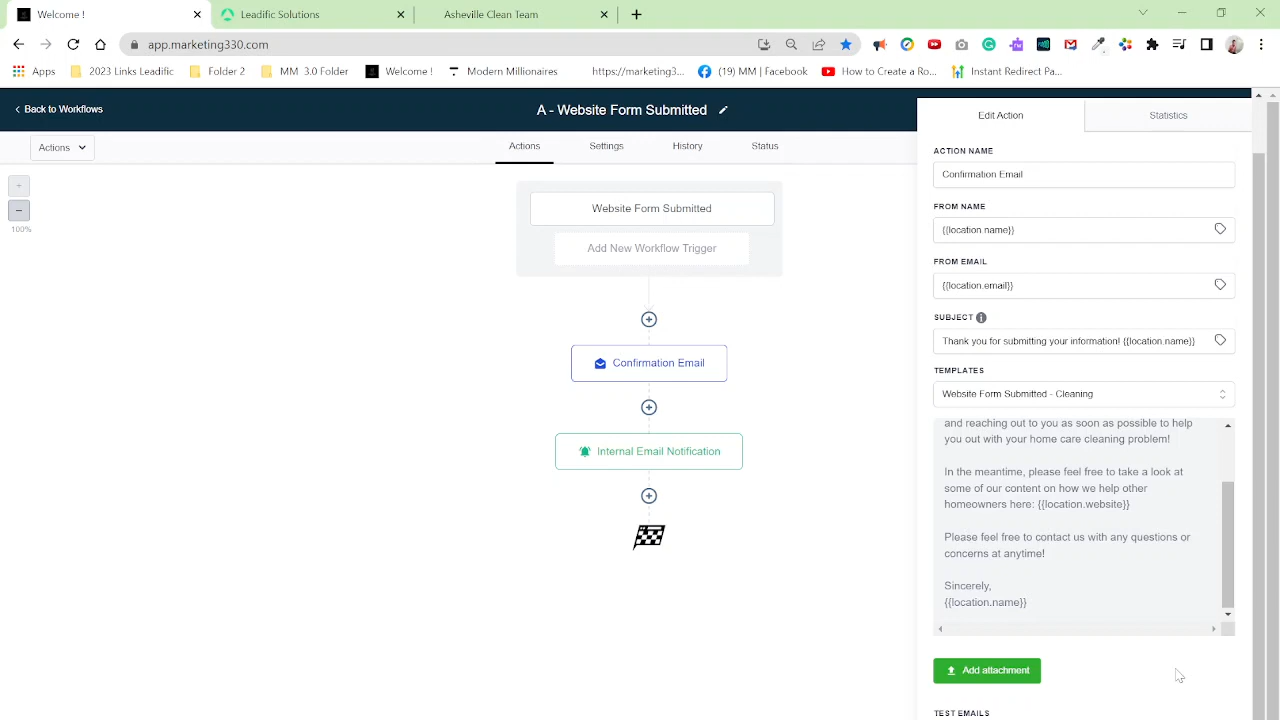 Welcome !
Leadific Solutions
Asheville Clean Team
app.marketing330.com
Apps
2023 Link Leadific
Folder 2
MM 3.0 Folder
Welcome !
Modern Millionaires
https://marketing3...
(19) MM | Facebook
How to Create a Ro...
Instant Redirect Pa...
Back to Workflows
A - Website Form Submitted
Edit Action
Statistics
Actions
Actions
Settings
History
Status
100%
Website Form Submitted
Add New Workflow Trigger
Confirmation Email
Internal Email Notification
ACTION NAME
Confirmation Email
FROM NAME
{{location.name}}
FROM EMAIL
{{location.email}}
SUBJECT
Thank you for submitting your information! {{location.name}}
TEMPLATES
Website Form Submitted - Cleaning
and reaching out to you as soon as possible to help
you out with your home care cleaning problem!
In the meantime, please feel free to take a look at
some of our content on how we help other
homeowners here: {{location.website}}
Please feel free to contact us with any questions or
concerns at anytime!
Sincerely,
{{location.name}}
Add attachment
TEST EMAILS